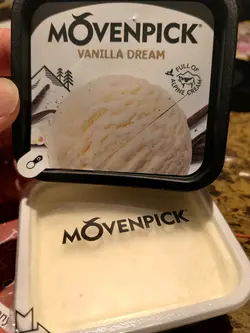 MÖVENPICK
VANILLA DREAM
FULL OF
ALPINE CREAM
MÖVENPICK